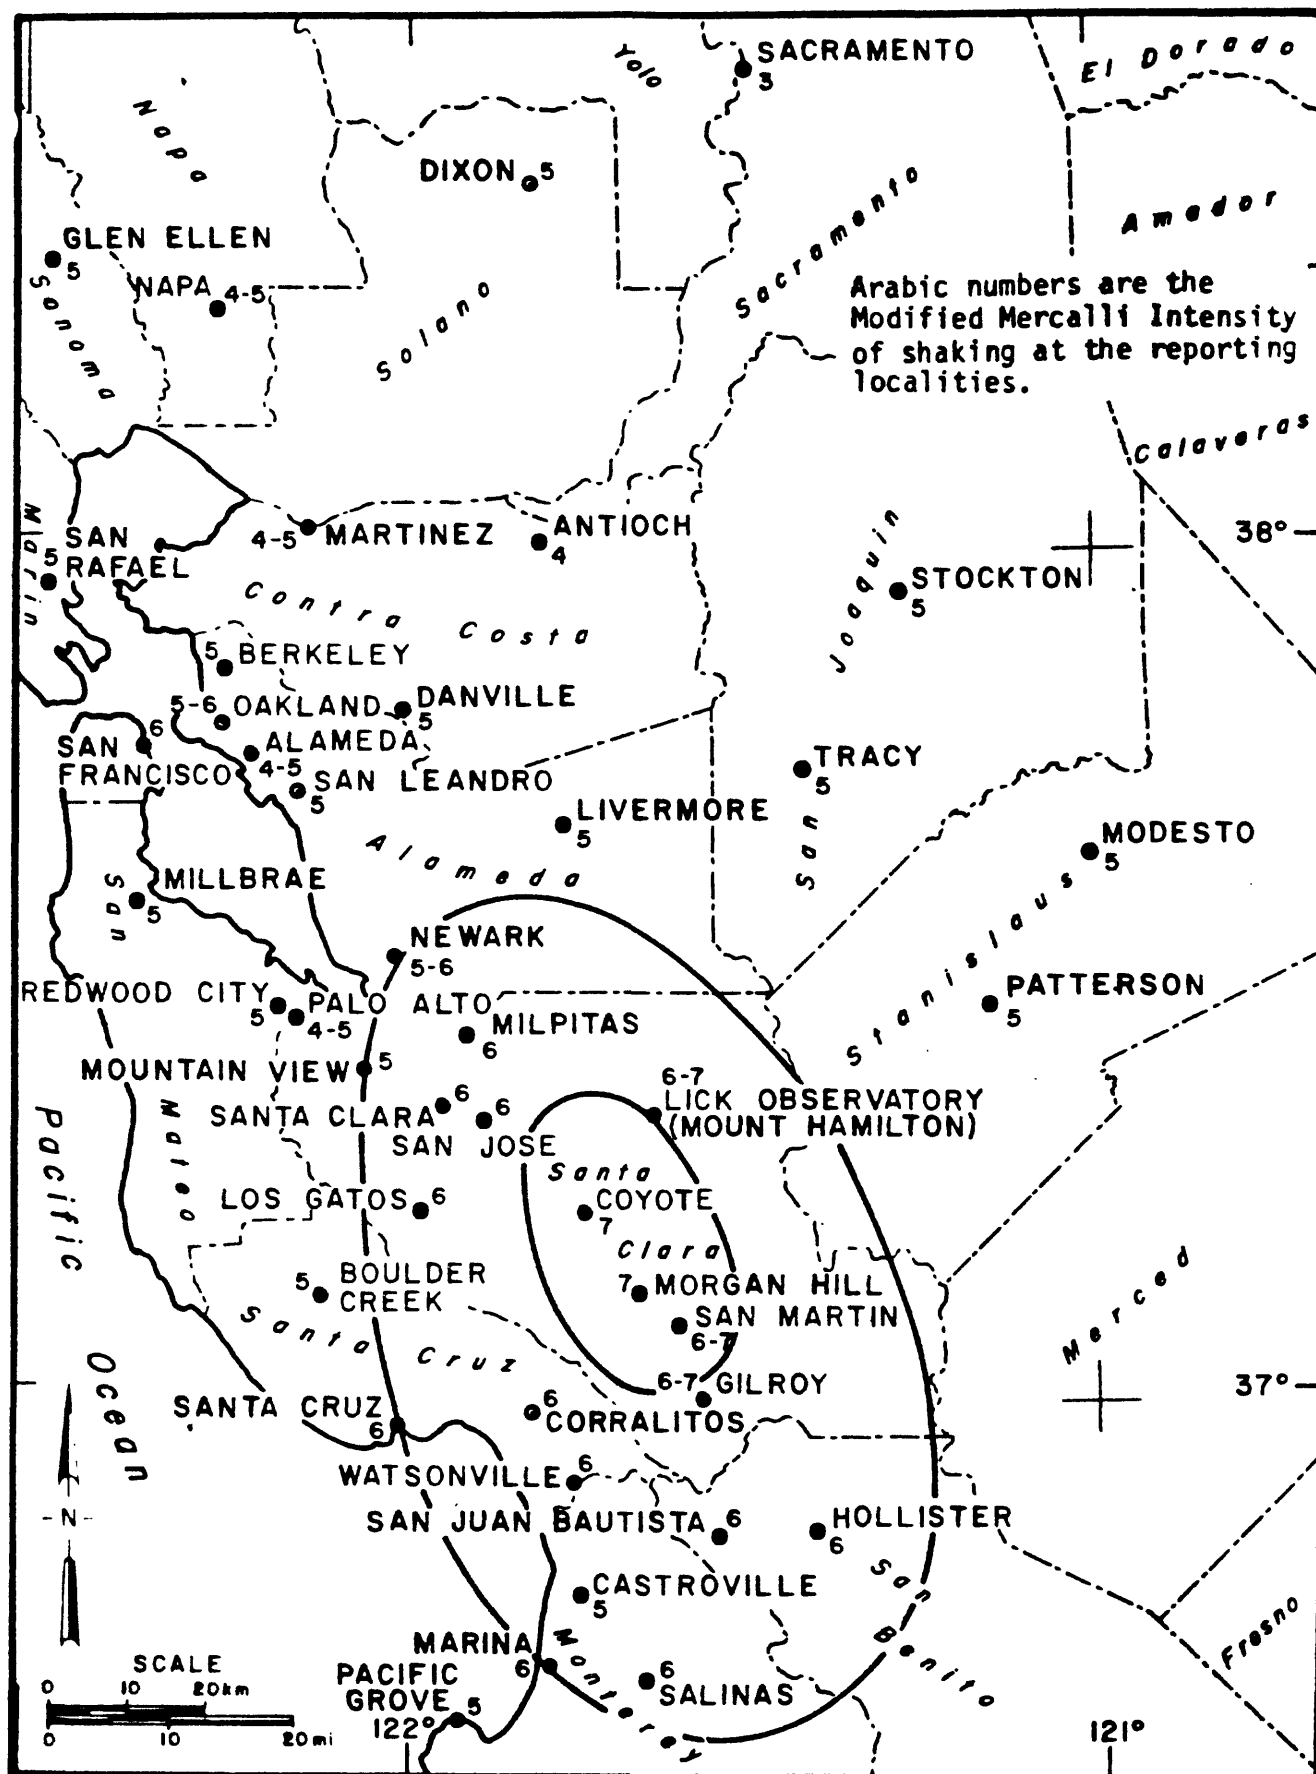 SACRAMENTO
3
El Dorado
Yolo
Napa
DIXON 5
Sacramento
Amador
GLEN ELLEN
5
NAPA 4-5
Sonoma
Solano
Arabic numbers are the
Modified Mercalli Intensity
of shaking at the reporting
localities.
Calaveras
Marin
SAN
RAFAEL
5
4-5 MARTINEZ
ANTIOCH
4
38°
Contra Costa
San Joaquin
STOCKTON
5
5 BERKELEY
5-6 OAKLAND
DANVILLE
5
SAN
FRANCISCO
6
ALAMEDA
4-5
SAN LEANDRO
5
TRACY
5
LIVERMORE
5
MODESTO
5
Alameda
MILLBRAE
5
San Mateo
Stanislaus
NEWARK
5-6
REDWOOD CITY
5
PALO ALTO
4-5
MILPITAS
6
PATTERSON
5
MOUNTAIN VIEW 5
6-7
LICK OBSERVATORY
(MOUNT HAMILTON)
SANTA CLARA 6
6
SAN JOSE
Pacific Ocean
Santa Clara
LOS GATOS 6
COYOTE
7
5 BOULDER
CREEK
7 MORGAN HILL
SAN MARTIN
6-7
Merced
Santa Cruz
6-7 GILROY
37°
SANTA CRUZ
6
6
CORRALITOS
WATSONVILLE 6
-N-
SAN JUAN BAUTISTA 6
HOLLISTER
6
San Benito
CASTROVILLE
5
Fresno
MARINA
6
Monterey
6
SALINAS
PACIFIC
GROVE 5
SCALE
0 10 20km
0 10 20mi
122°
121°